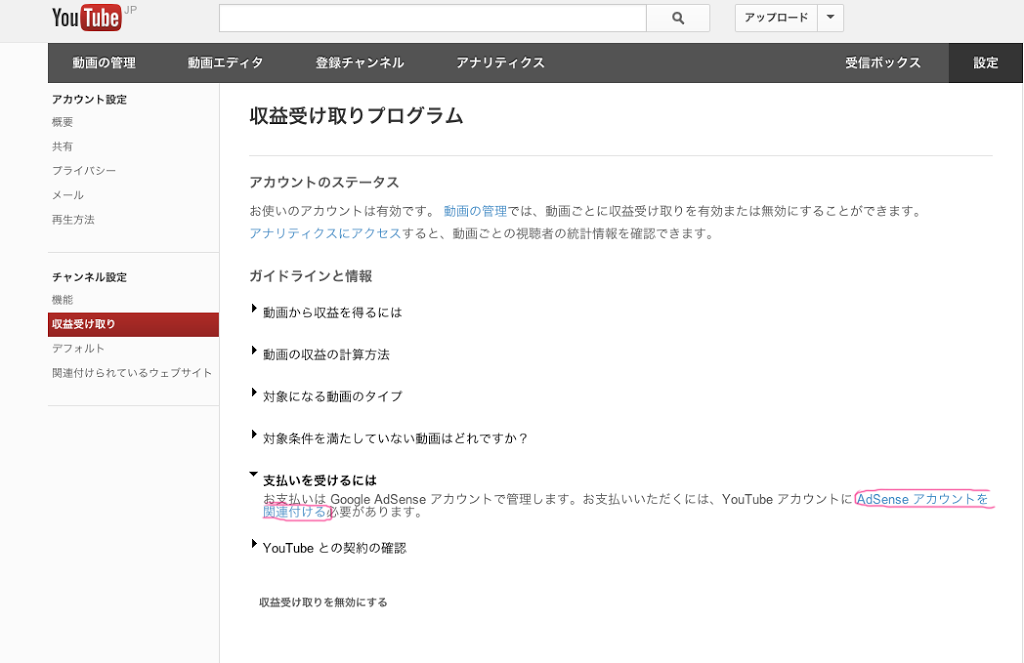 YouTube JP
アップロード
動画の管理 動画エディタ 登録チャンネル アナリティクス 受信ボックス 設定
アカウント設定
概要
共有
プライバシー
メール
再生方法
チャンネル設定
機能
収益受け取り
デフォルト
関連付けられているウェブサイト
収益受け取りプログラム
アカウントのステータス
お使いのアカウントは有効です。 動画の管理では、動画ごとに収益受け取りを有効または無効にすることができます。
アナリティクスにアクセスすると、動画ごとの視聴者の統計情報を確認できます。
ガイドラインと情報
動画から収益を得るには
動画の収益の計算方法
対象になる動画のタイプ
対象条件を満たしていない動画はどれですか？
支払いを受けるには
お支払いは Google AdSense アカウントで管理します。お支払いいただくには、YouTube アカウントに AdSense アカウントを
関連付ける必要があります。
YouTube との契約の確認
収益受け取りを無効にする